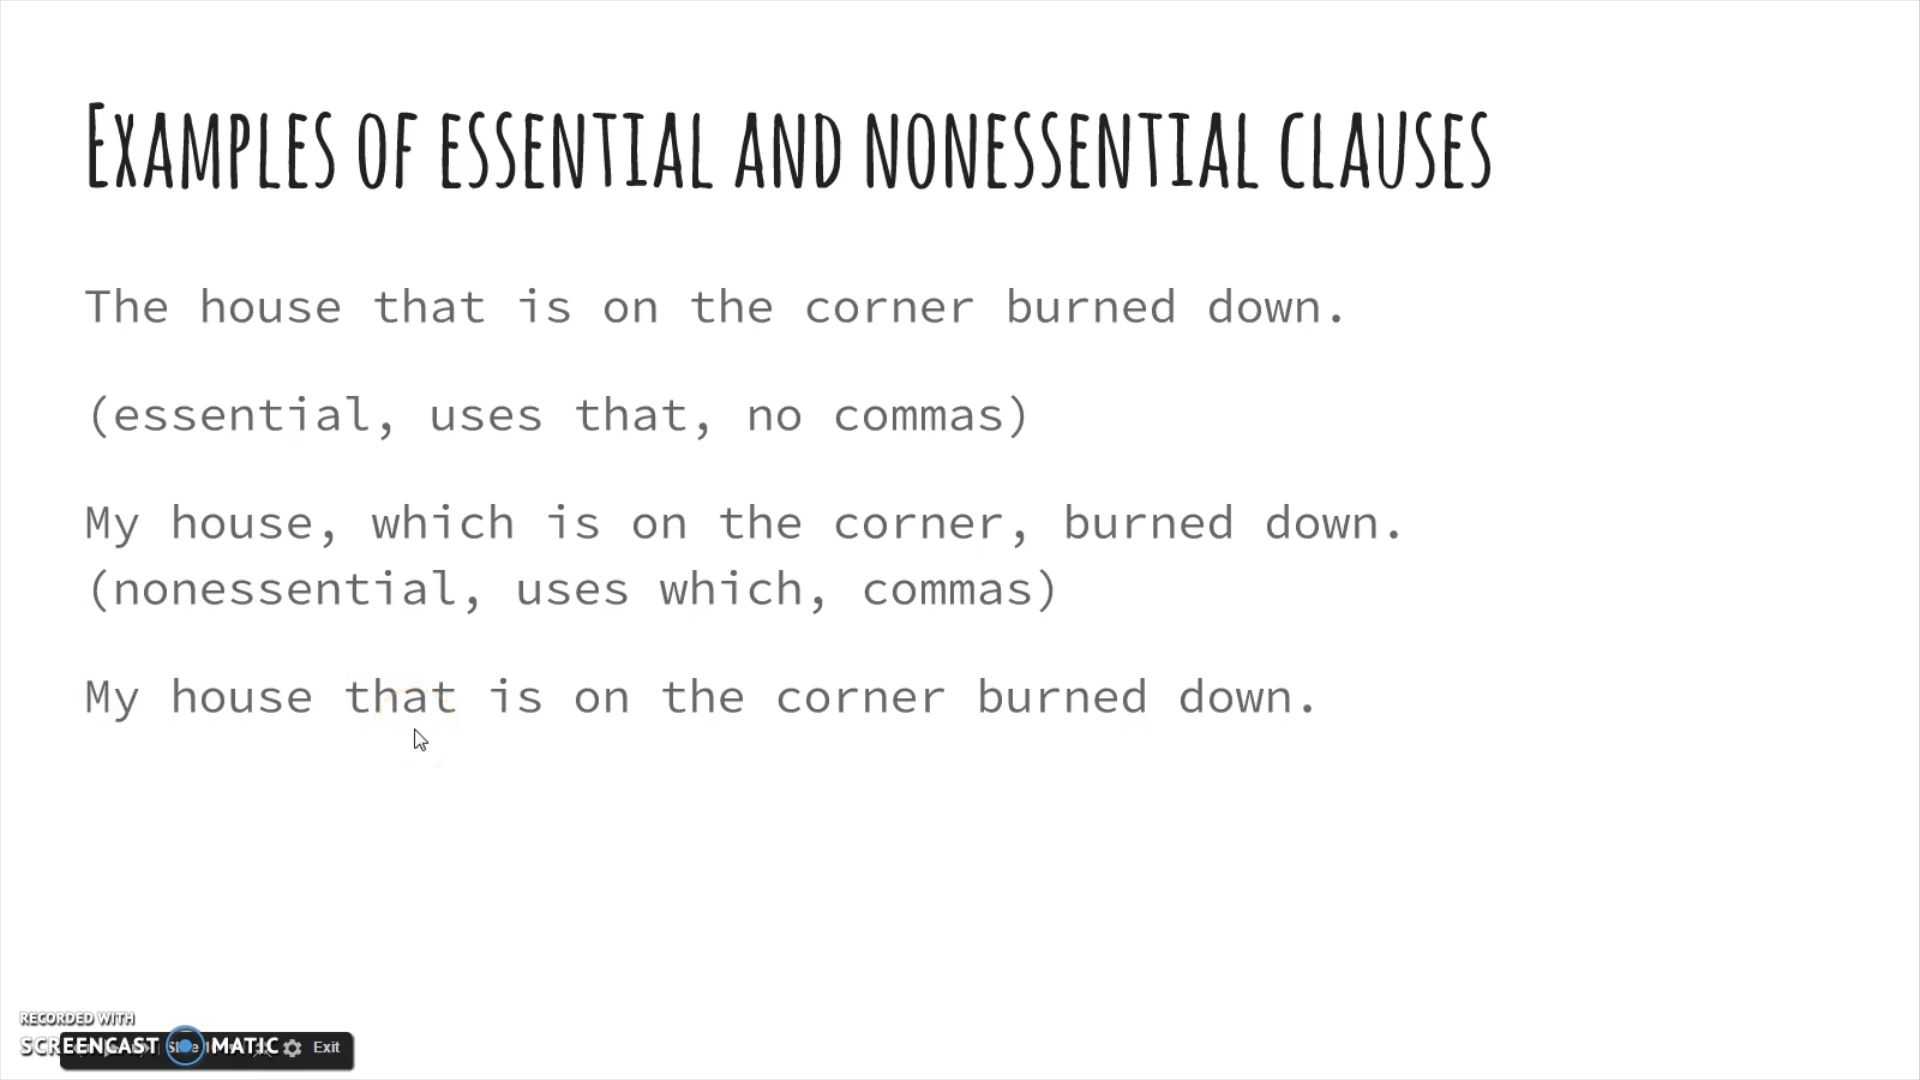 Examples of essential and nonessential clauses
The house that is on the corner burned down.
(essential, uses that, no commas)
My house, which is on the corner, burned down.
(nonessential, uses which, commas)
My house that is on the corner burned down.
RECORDED WITH
SCREENCAST MATIC
Exit